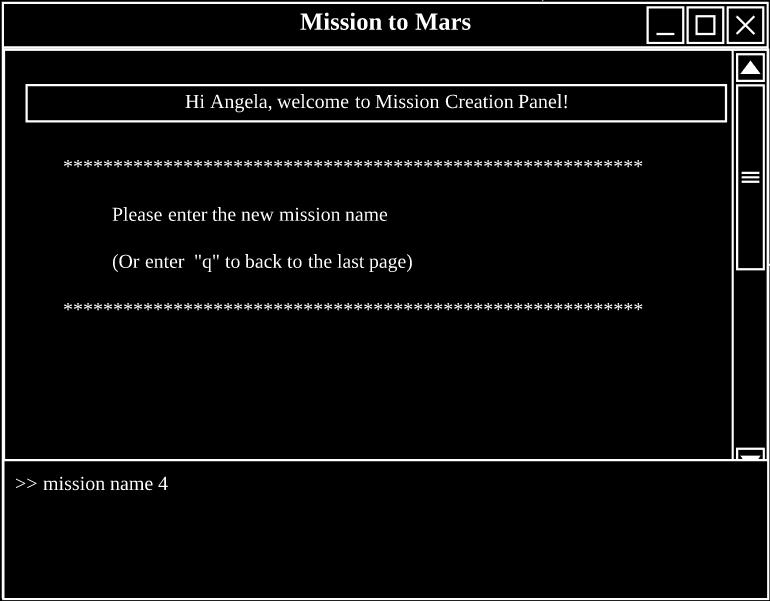 Mission to Mars
Hi Angela, welcome to Mission Creation Panel!
**********************************************************
Please enter the new mission name
(Or enter "q" to back to the last page)
**********************************************************
>> mission name 4